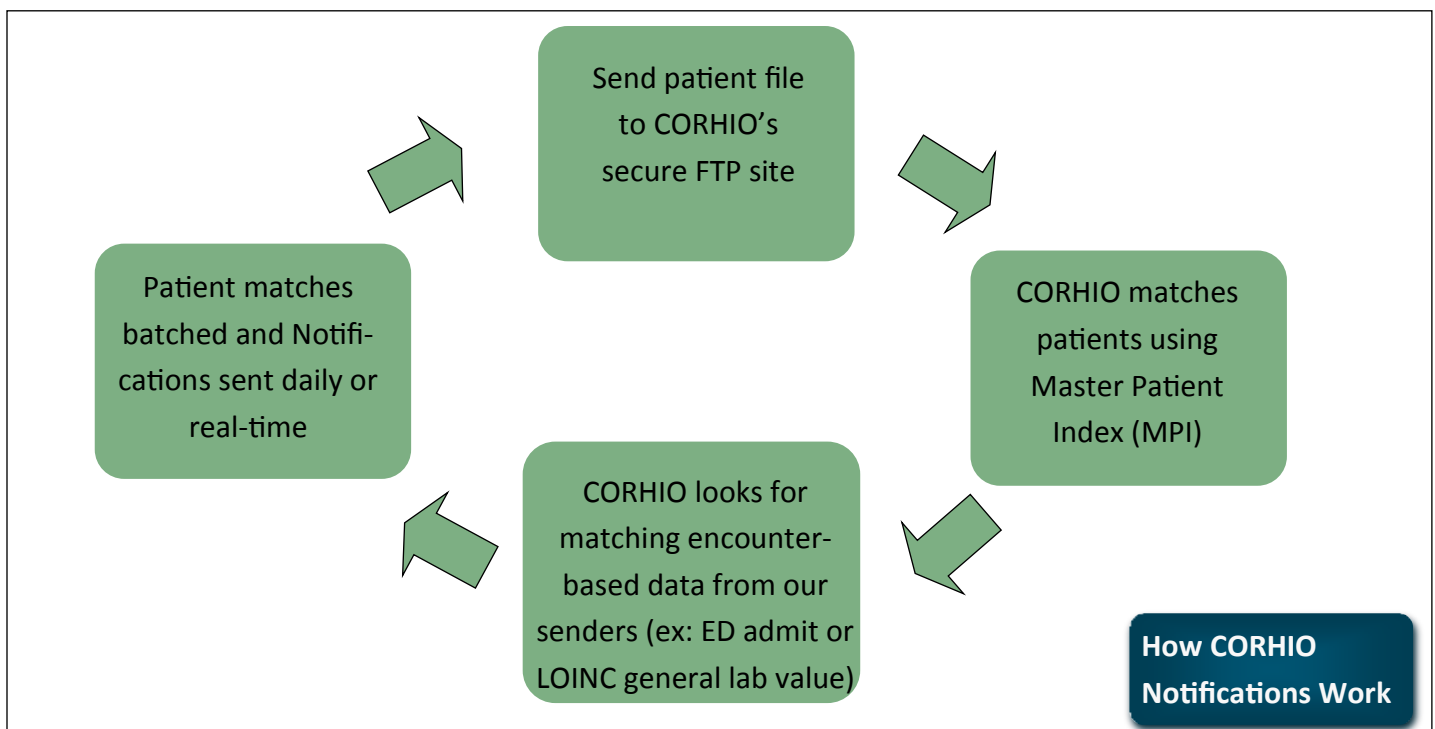 Send patient file
to CORHIO’s
secure FTP site
CORHIO matches
patients using
Master Patient
Index (MPI)
CORHIO looks for
matching encounter-
based data from our
senders (ex: ED admit or
LOINC general lab value)
Patient matches
batched and Notifi-
cations sent daily or
real-time
How CORHIO
Notifications Work